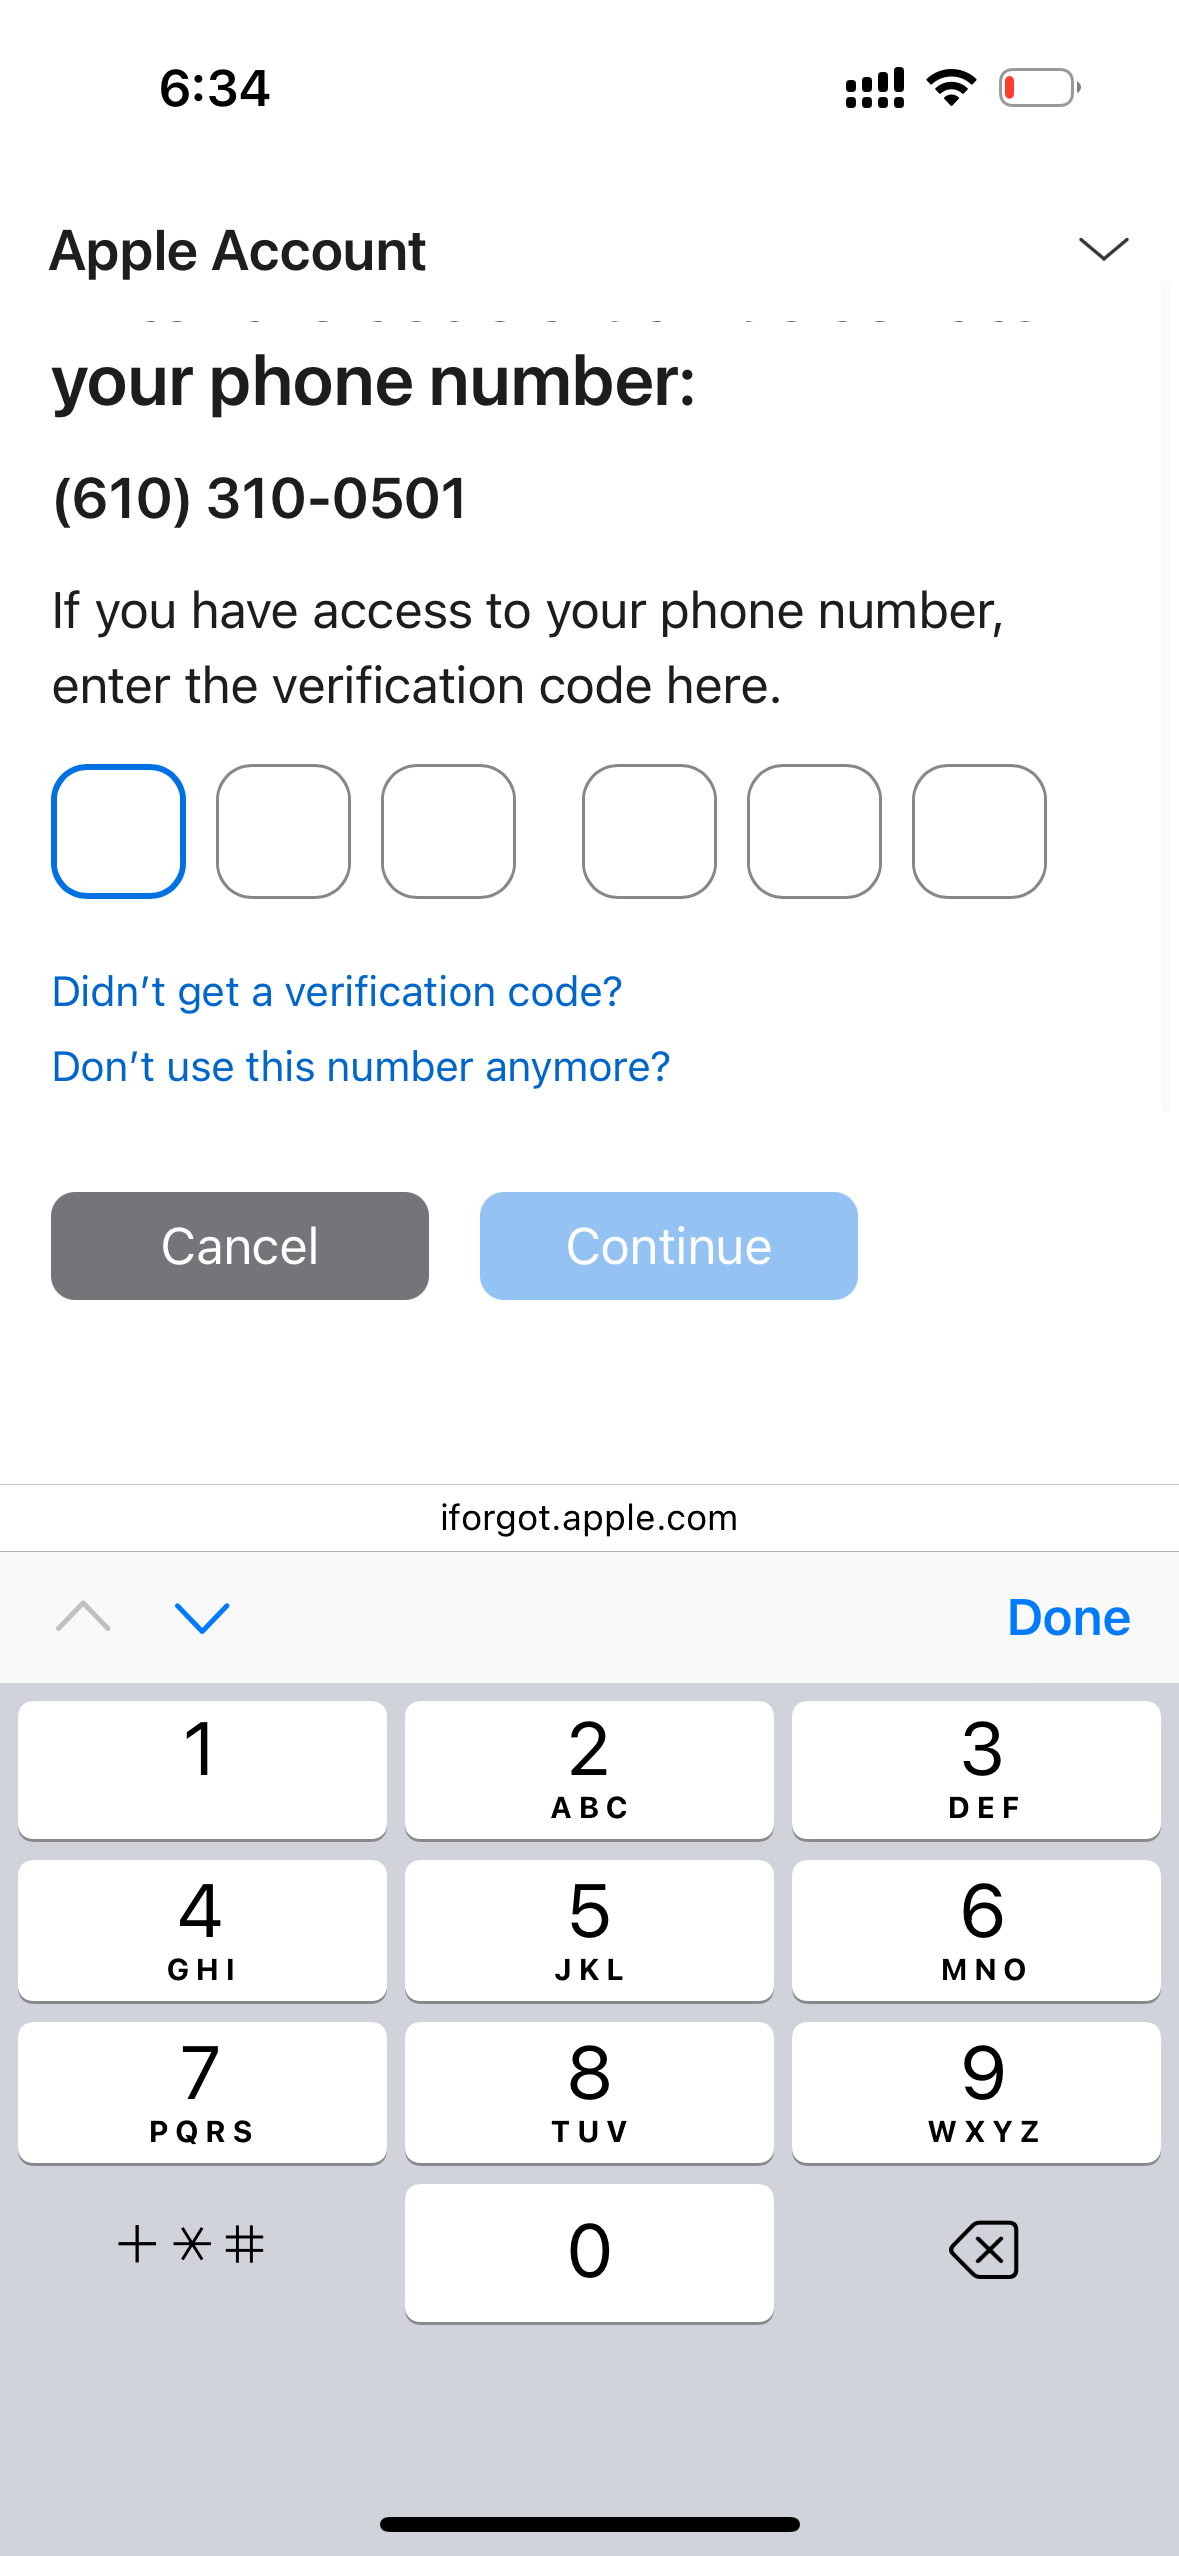 6:34
Apple Account
your phone number:
(610) 310-0501
If you have access to your phone number,
enter the verification code here.
Didn’t get a verification code?
Don’t use this number anymore?
Cancel
Continue
iforgot.apple.com
Done
1
2
ABC
3
DEF
4
GHI
5
JKL
6
MNO
7
PQRS
8
TUV
9
WXYZ
+*#
0